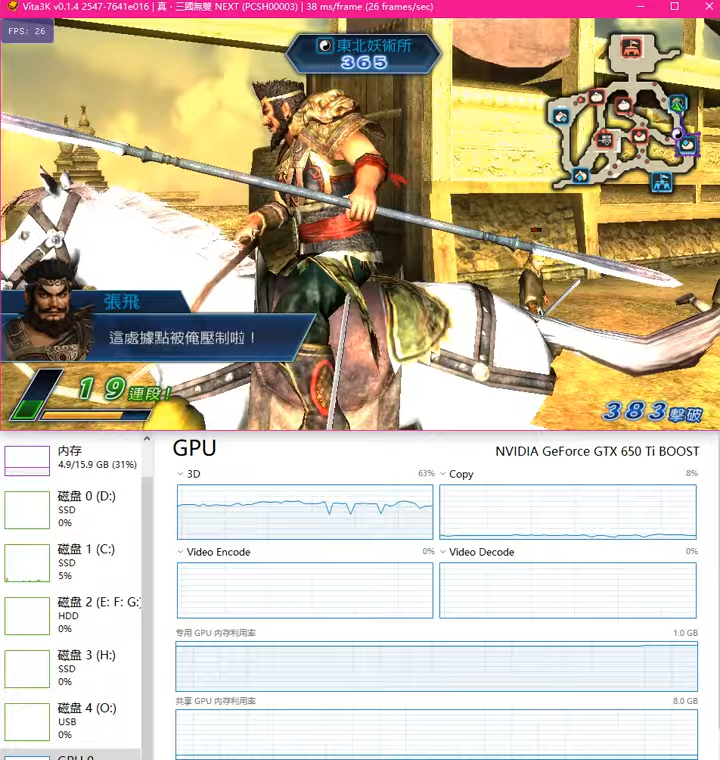 Vita3K v0.1.4 2547-7641e016 | 真・三國無雙 NEXT (PCSH00003) | 38 ms/frame (26 frames/sec)
FPS: 26
東北妖術所
365
張飛
這處據點被俺壓制啦！
19連段！
383擊破
内存
4.9/15.9 GB (31%)
磁盘 0 (D:)
SSD
0%
磁盘 1 (C:)
SSD
5%
磁盘 2 (E: F: G:)
HDD
0%
磁盘 3 (H:)
SSD
0%
磁盘 4 (O:)
USB
0%
GPU 0
GPU
NVIDIA GeForce GTX 650 Ti BOOST
3D 63%
Copy 8%
Video Encode 0%
Video Decode 0%
专用 GPU 内存利用率 1.0 GB
共享 GPU 内存利用率 8.0 GB